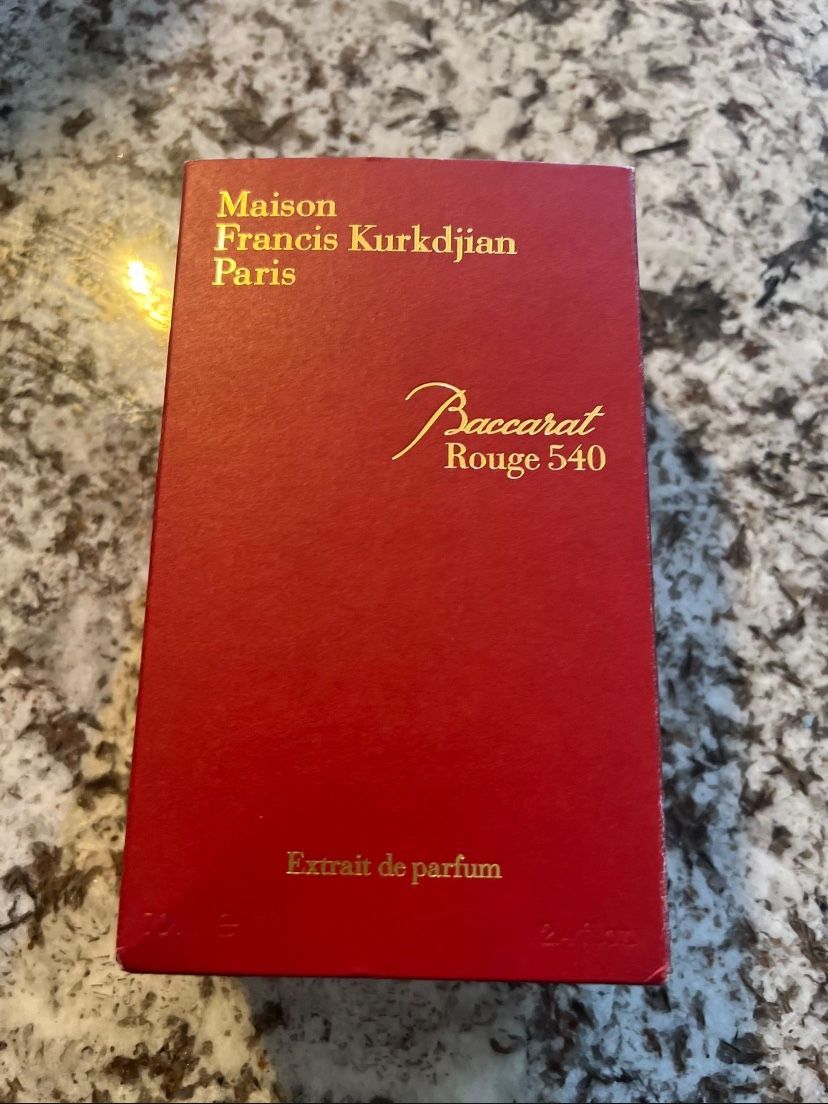 Maison
Francis Kurkdjian
Paris
Baccarat
Rouge 540
Extrait de parfum